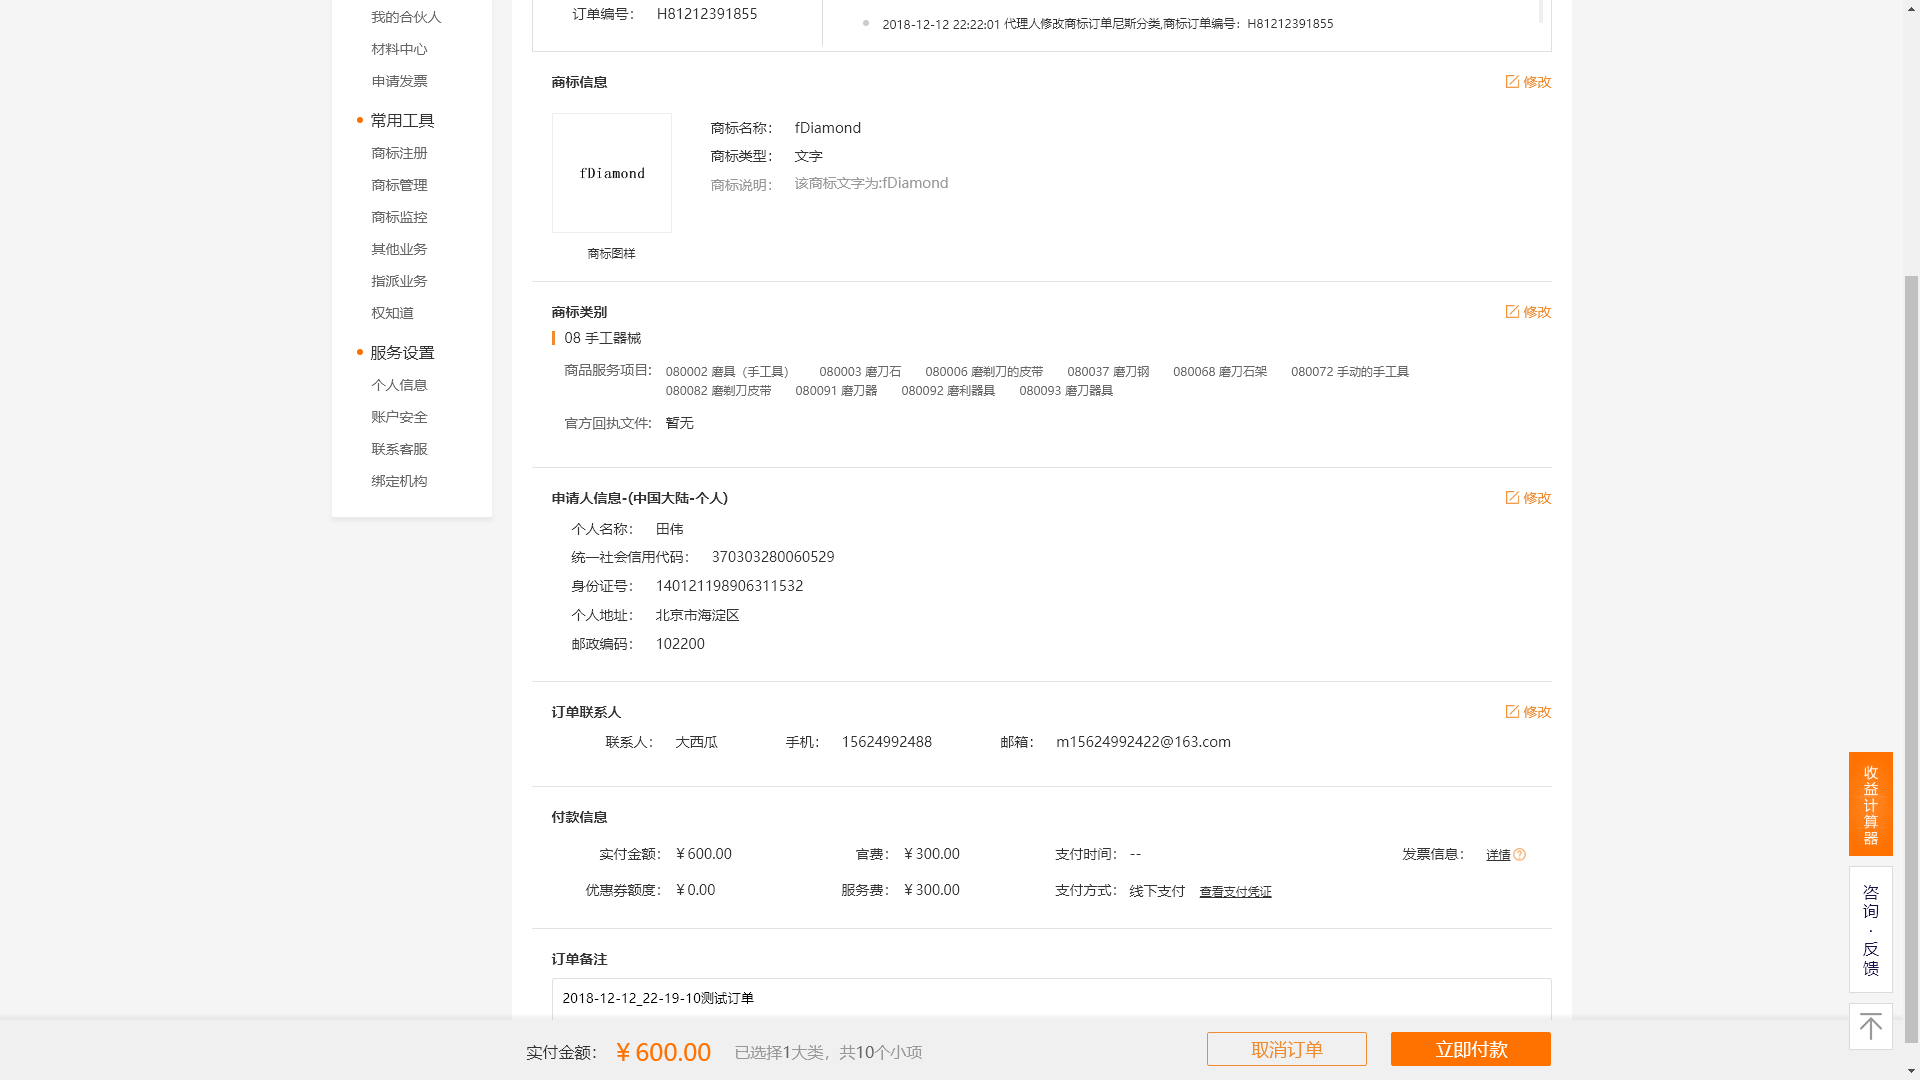 我的合伙人
材料中心
申请发票
常用工具
商标注册
商标管理
商标监控
其他业务
指派业务
权知道
服务设置
个人信息
账户安全
联系客服
绑定机构
订单编号： H81212391855
2018-12-12 22:22:01 代理人修改商标订单尼斯分类,商标订单编号：H81212391855
商标信息 修改
fDiamond
商标图样
商标名称： fDiamond
商标类型： 文字
商标说明： 该商标文字为:fDiamond
商标类别 修改
08 手工器械
商品服务项目: 080002 磨具（手工具） 080003 磨刀石 080006 磨剃刀的皮带 080037 磨刀钢 080068 磨刀石架 080072 手动的手工具
080082 磨剃刀皮带 080091 磨刀器 080092 磨利器具 080093 磨刀器具
官方回执文件: 暂无
申请人信息-(中国大陆-个人) 修改
个人名称： 田伟
统一社会信用代码： 370303280060529
身份证号： 140121198906311532
个人地址： 北京市海淀区
邮政编码： 102200
订单联系人 修改
联系人： 大西瓜 手机： 15624992488 邮箱： m15624992422@163.com
付款信息
实付金额： ¥600.00 官费： ¥300.00 支付时间： -- 发票信息： 详情
优惠券额度： ¥0.00 服务费： ¥300.00 支付方式： 线下支付 查看支付凭证
订单备注
2018-12-12_22-19-10测试订单
实付金额： ¥600.00 已选择1大类，共10个小项 取消订单 立即付款
收益计算器
咨询·反馈